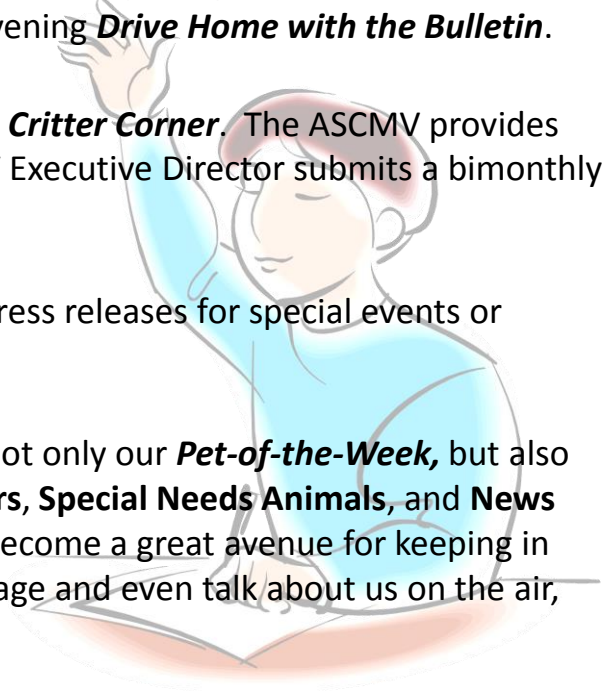 vening Drive Home with the Bulletin.
Critter Corner. The ASCMV provides
Executive Director submits a bimonthly
ress releases for special events or
ot only our Pet-of-the-Week, but also
rs, Special Needs Animals, and News
ecome a great avenue for keeping in
age and even talk about us on the air,